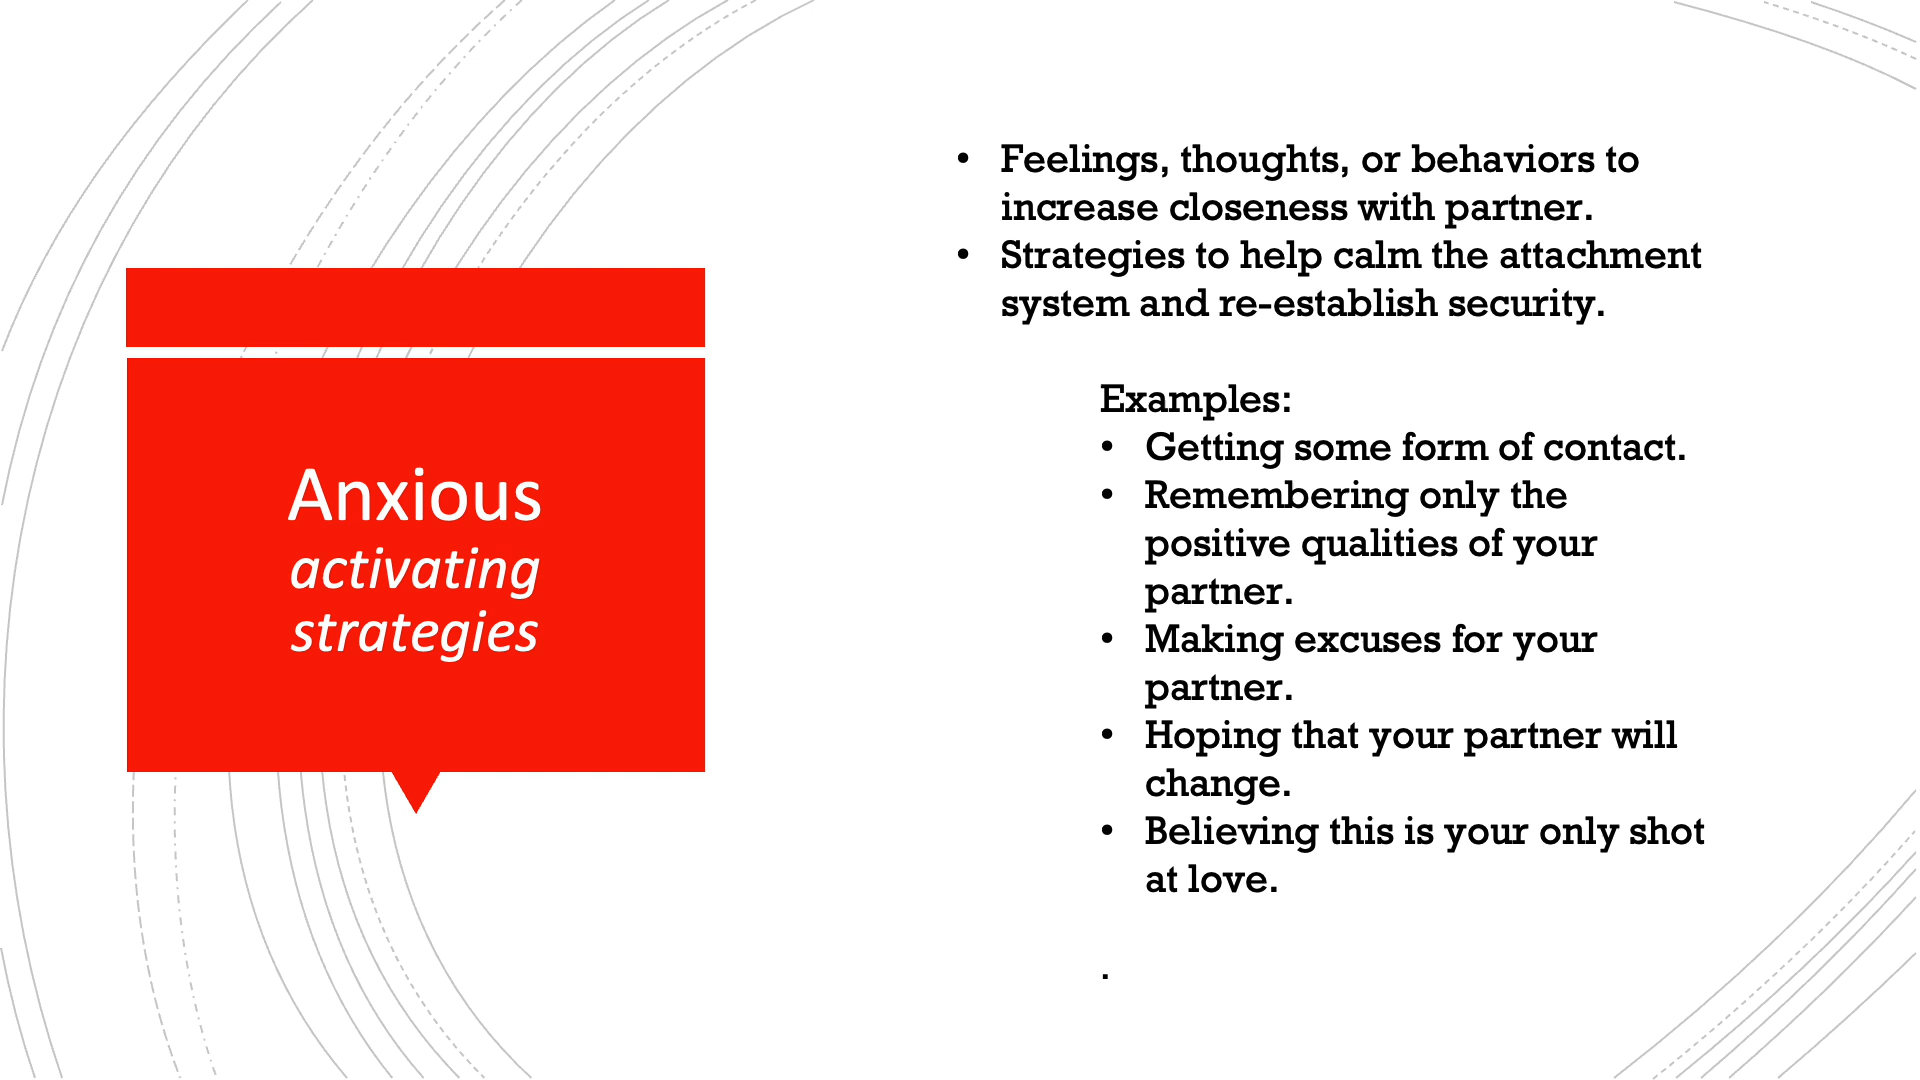 Anxious
activating
strategies
• Feelings, thoughts, or behaviors to
increase closeness with partner.
• Strategies to help calm the attachment
system and re-establish security.
Examples:
• Getting some form of contact.
• Remembering only the
positive qualities of your
partner.
• Making excuses for your
partner.
• Hoping that your partner will
change.
• Believing this is your only shot
at love.
.